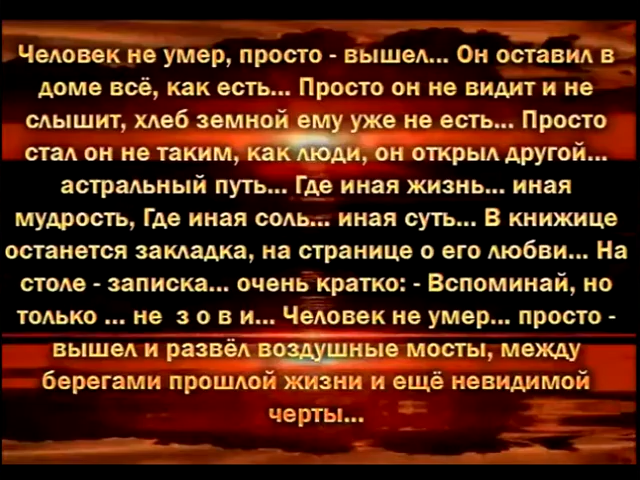 Человек не умер, просто - вышел... Он оставил в
доме всё, как есть... Просто он не видит и не
слышит, хлеб земной ему уже не есть... Просто
стал он не таким, как люди, он открыл другой...
астральный путь... Где иная жизнь... иная
мудрость, Где иная соль... иная суть... В книжице
останется закладка, на странице о его любви... На
столе - записка... очень кратко: - Вспоминай, но
только ... не  з о в и... Человек не умер... просто -
вышел и развёл воздушные мосты, между
берегами прошлой жизни и ещё невидимой
черты...